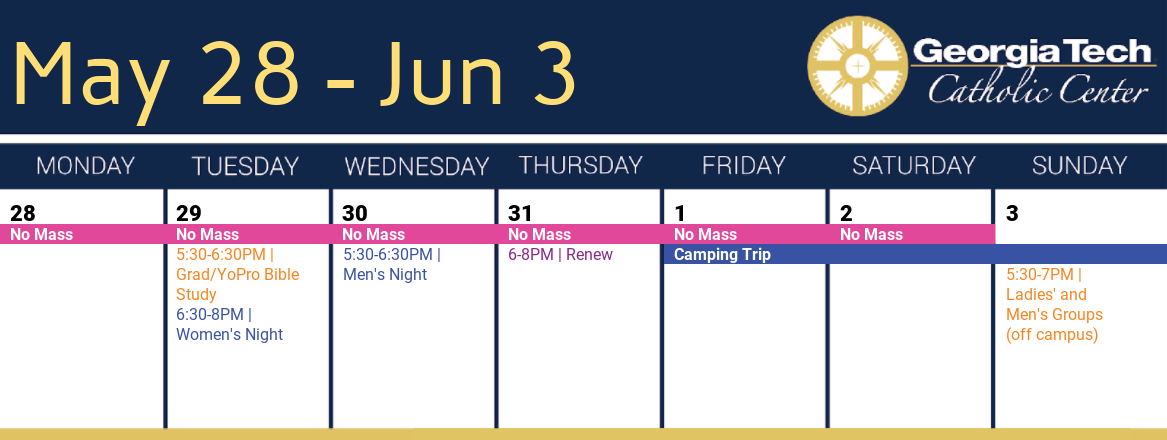 May 28 - Jun 3
Georgia Tech
Catholic Center
MONDAY TUESDAY WEDNESDAY THURSDAY FRIDAY SATURDAY SUNDAY
28 29 30 31 1 2 3
No Mass No Mass No Mass No Mass No Mass No Mass
5:30-6:30PM |
Grad/YoPro Bible
Study
6:30-8PM |
Women's Night
5:30-6:30PM |
Men's Night
6-8PM | Renew
Camping Trip
5:30-7PM |
Ladies' and
Men's Groups
(off campus)